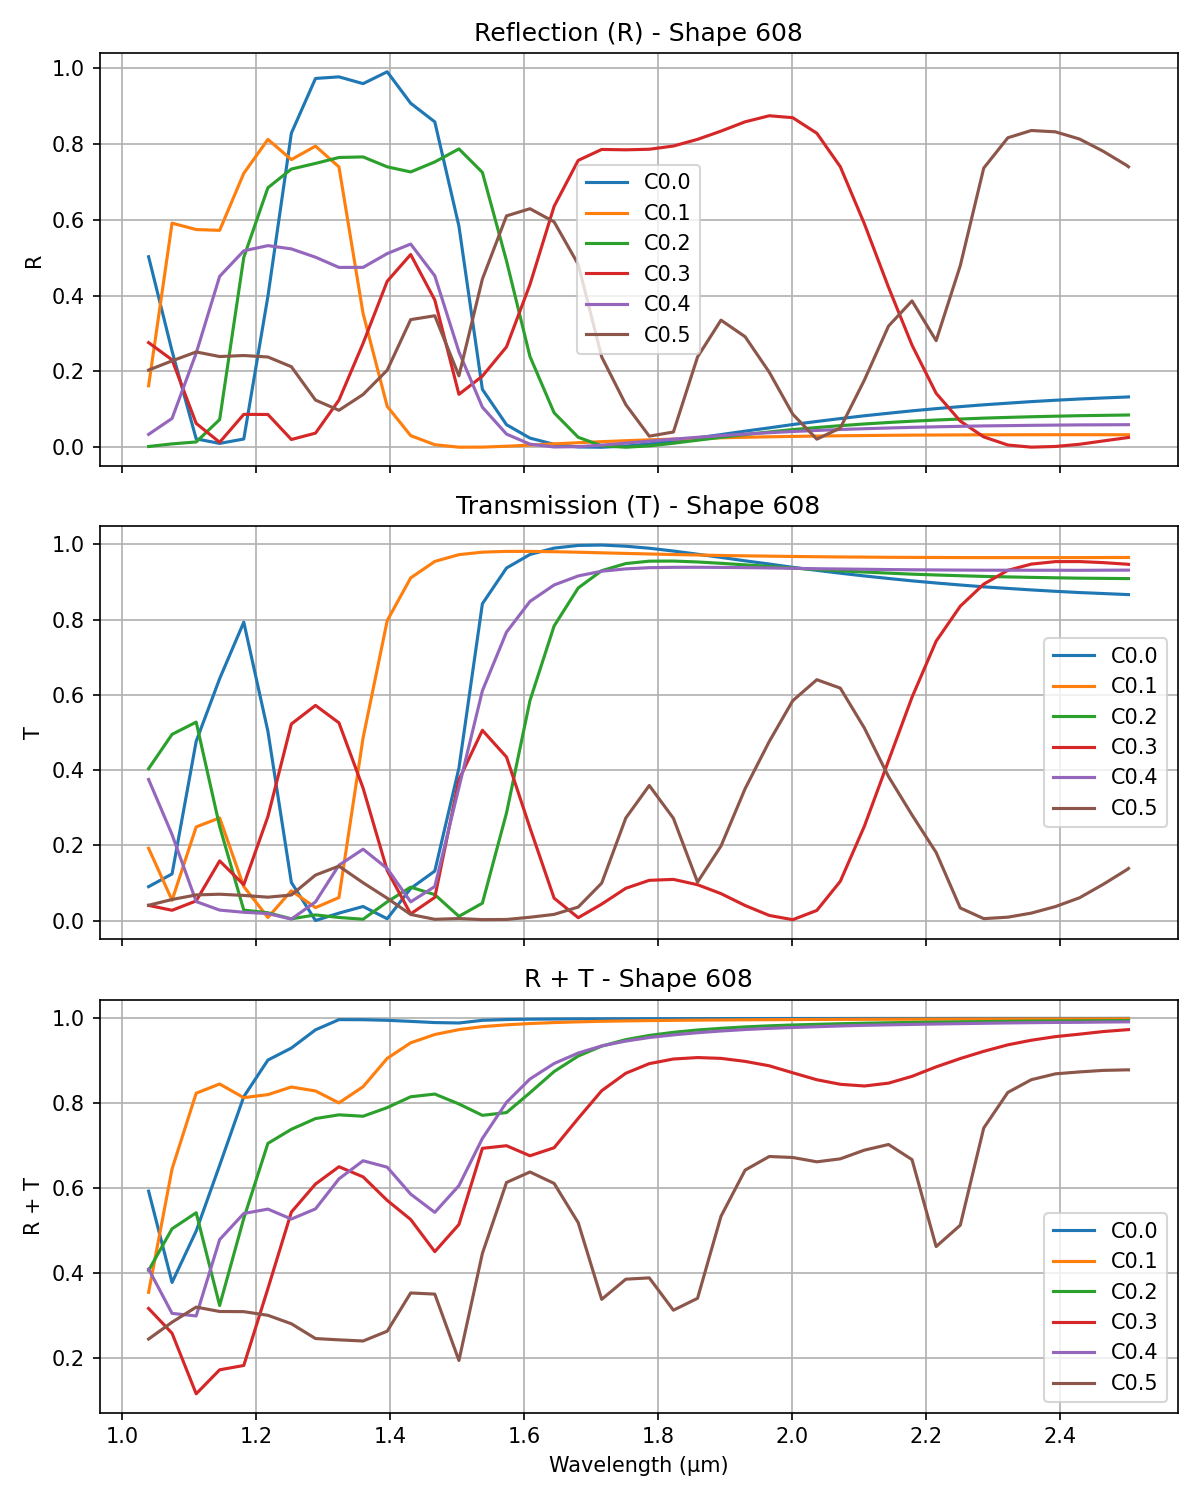 Reflection (R) - Shape 608
1.0
0.8
0.6
0.4
0.2
0.0
R
C0.0
C0.1
C0.2
C0.3
C0.4
C0.5
Transmission (T) - Shape 608
1.0
0.8
0.6
0.4
0.2
0.0
T
C0.0
C0.1
C0.2
C0.3
C0.4
C0.5
R + T - Shape 608
1.0
0.8
0.6
0.4
0.2
R + T
C0.0
C0.1
C0.2
C0.3
C0.4
C0.5
1.0 1.2 1.4 1.6 1.8 2.0 2.2 2.4
Wavelength (µm)